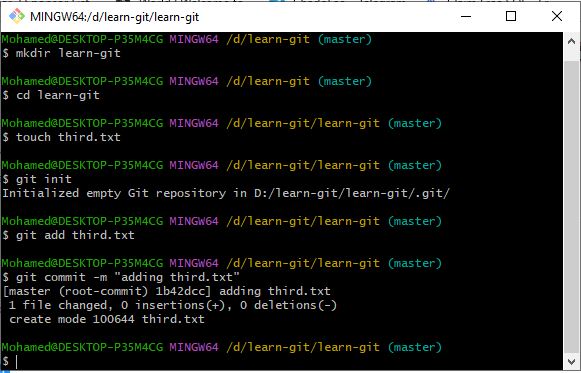 MINGW64:/d/learn-git/learn-git
Mohamed@DESKTOP-P35M4CG MINGW64 /d/learn-git (master)
$ mkdir learn-git
Mohamed@DESKTOP-P35M4CG MINGW64 /d/learn-git (master)
$ cd learn-git
Mohamed@DESKTOP-P35M4CG MINGW64 /d/learn-git/learn-git (master)
$ touch third.txt
Mohamed@DESKTOP-P35M4CG MINGW64 /d/learn-git/learn-git (master)
$ git init
Initialized empty Git repository in D:/learn-git/learn-git/.git/
Mohamed@DESKTOP-P35M4CG MINGW64 /d/learn-git/learn-git (master)
$ git add third.txt
Mohamed@DESKTOP-P35M4CG MINGW64 /d/learn-git/learn-git (master)
$ git commit -m "adding third.txt"
[master (root-commit) 1b42dcc] adding third.txt
 1 file changed, 0 insertions(+), 0 deletions(-)
 create mode 100644 third.txt
Mohamed@DESKTOP-P35M4CG MINGW64 /d/learn-git/learn-git (master)
$